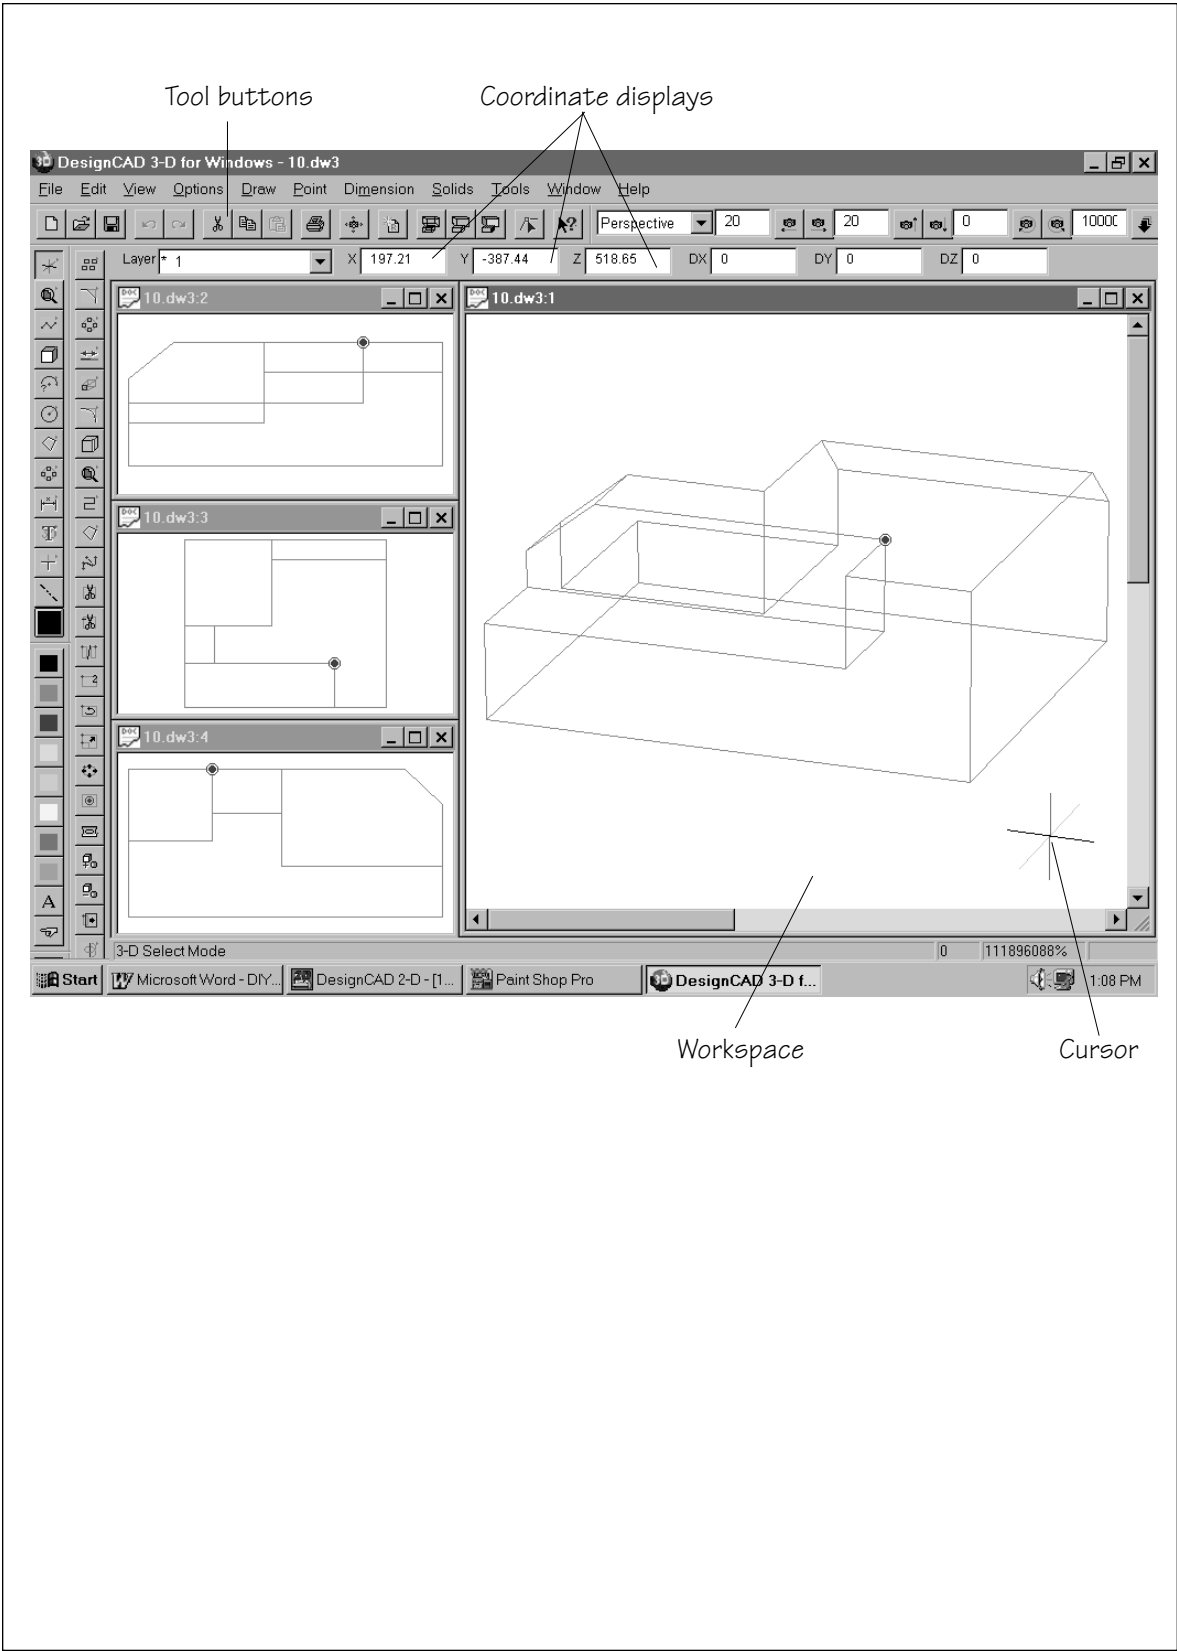 Tool buttons
Coordinate displays
DesignCAD 3-D for Windows - 10.dw3
File Edit View Options Draw Point Dimension Solids Tools Window Help
Perspective 20 20 0
Layer * 1 X 197.21 Y -387.44 Z 518.65 DX 0 DY 0 DZ 0
10.dw3:2
10.dw3:1
10.dw3:3
10.dw3:4
A
3-D Select Mode 0 111896088%
Start Microsoft Word - DIY... DesignCAD 2-D - [1... Paint Shop Pro DesignCAD 3-D f... 1:08 PM
Workspace
Cursor